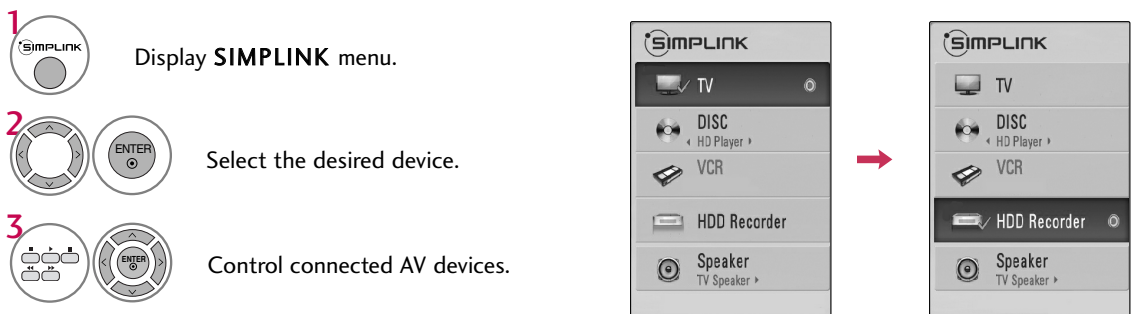 1
SIMPLINK
Display SIMPLINK menu.
2
ENTER
Select the desired device.
3
ENTER
Control connected AV devices.
SIMPLINK
TV
DISC
HD Player
VCR
HDD Recorder
Speaker
TV Speaker
SIMPLINK
TV
DISC
HD Player
VCR
HDD Recorder
Speaker
TV Speaker